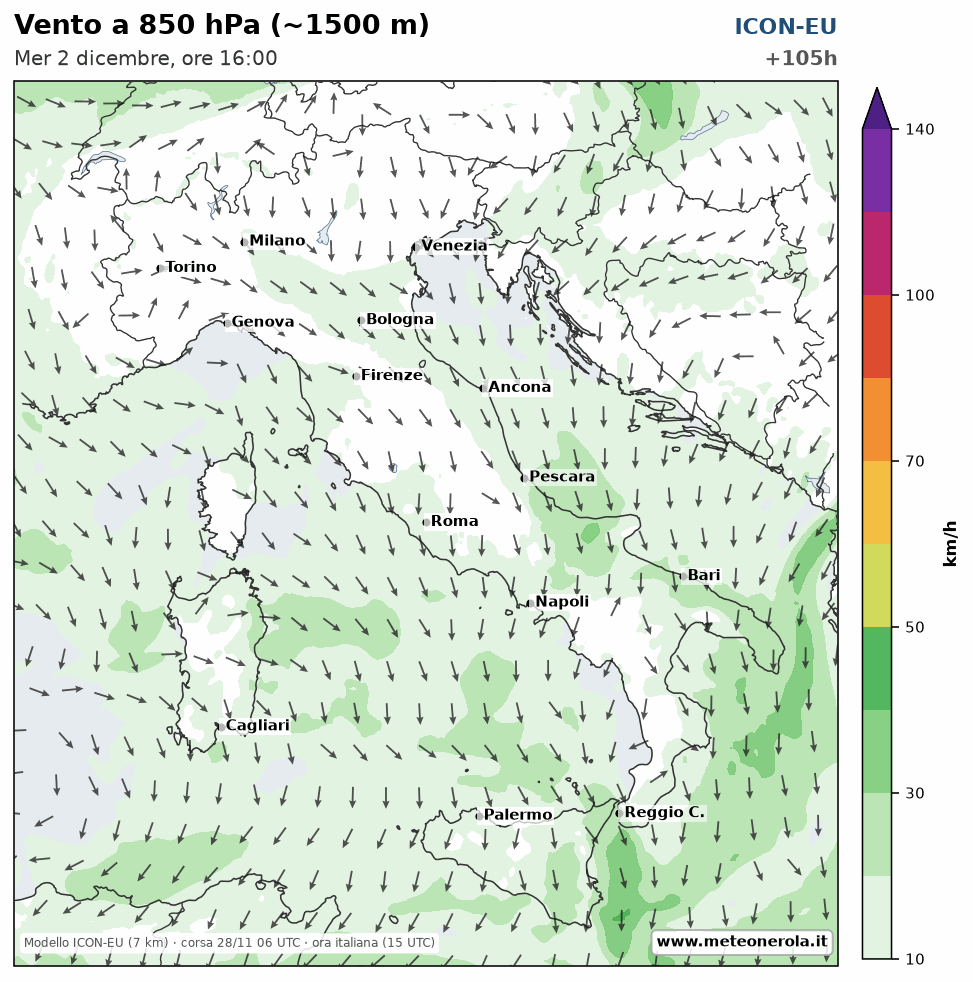 Vento a 850 hPa (~1500 m)
ICON-EU
Mer 2 dicembre, ore 16:00
+105h
140
Milano
Venezia
Torino
100
Genova
Bologna
Firenze
Ancona
70
Pescara
Roma
km/h
Bari
Napoli
50
Cagliari
30
Palermo
Reggio C.
Modello ICON-EU (7 km) · corsa 28/11 06 UTC · ora italiana (15 UTC)
www.meteonerola.it
10